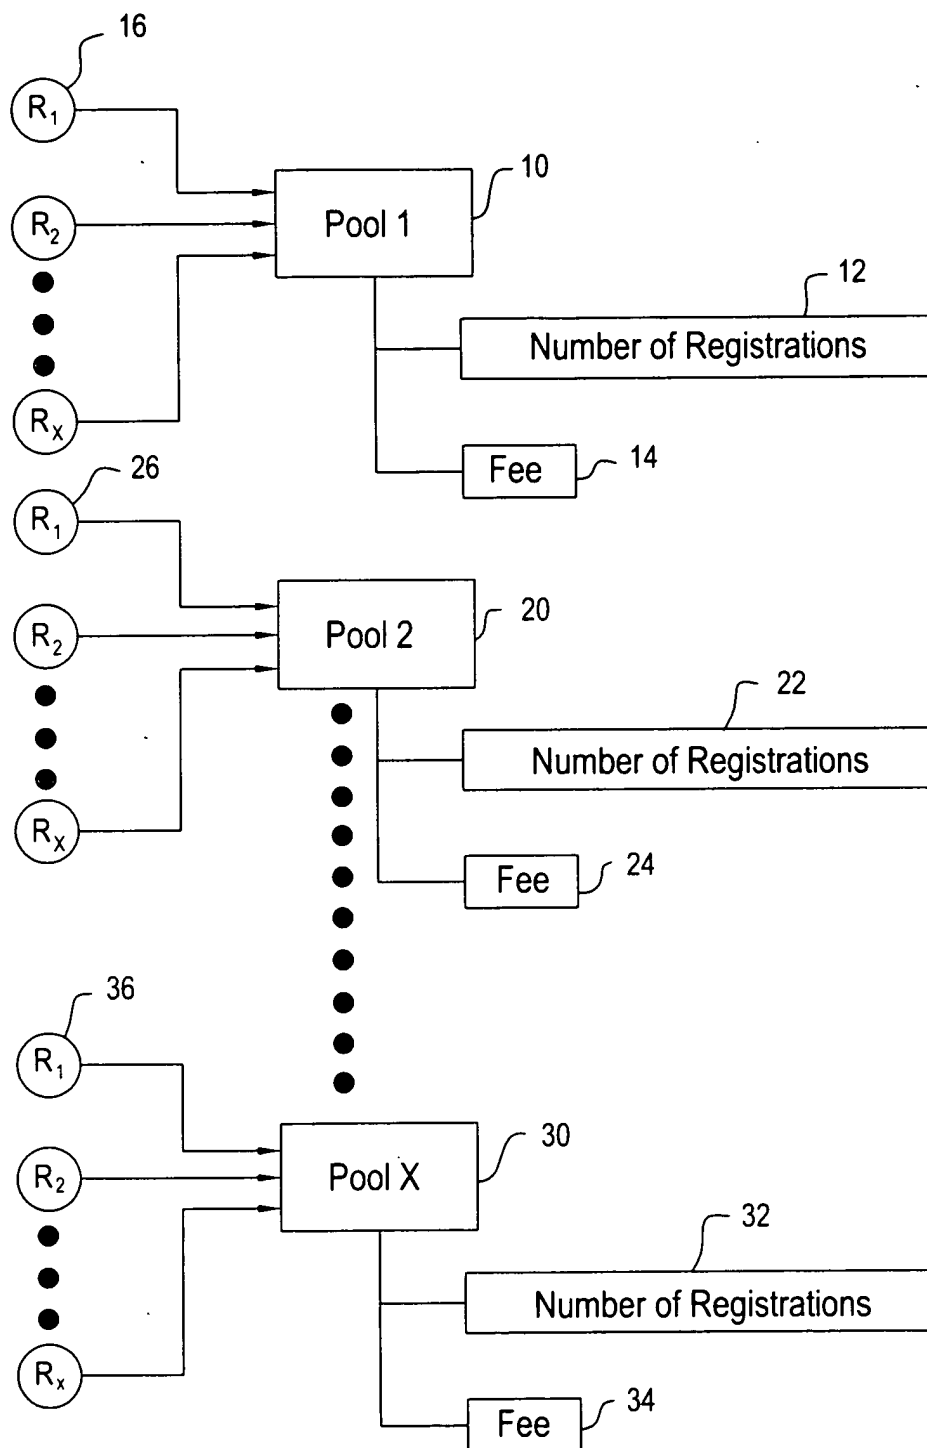 16
R1
10
Pool 1
R2
12
Number of Registrations
RX
Fee
14
26
R1
20
Pool 2
R2
22
Number of Registrations
RX
Fee
24
36
R1
30
Pool X
R2
32
Number of Registrations
Rx
Fee
34